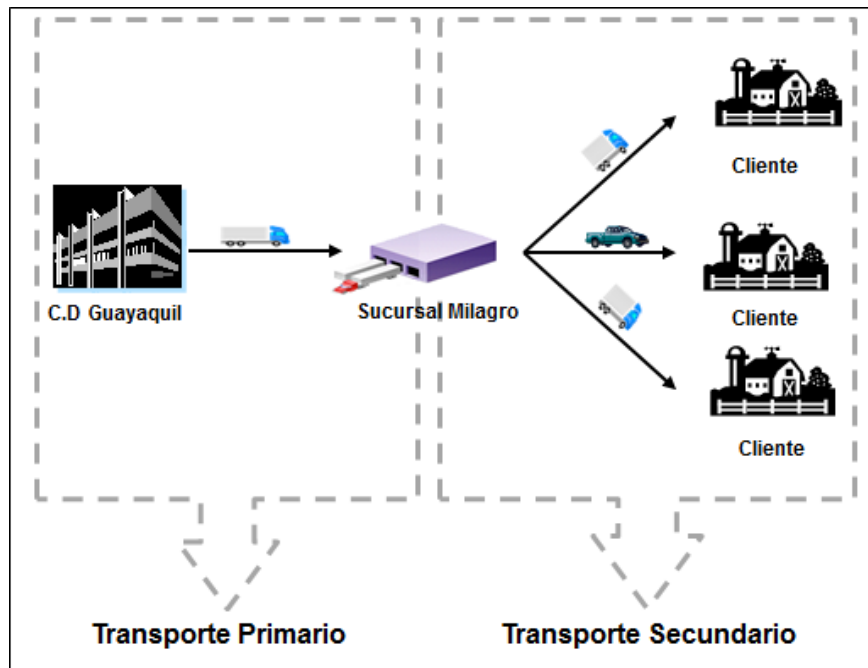 Cliente
C.D Guayaquil
Sucursal Milagro
Cliente
Cliente
Transporte Primario
Transporte Secundario